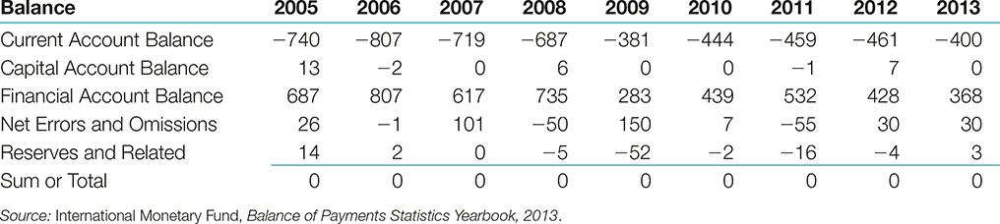 Balance 2005 2006 2007 2008 2009 2010 2011 2012 2013
Current Account Balance −740 −807 −719 −687 −381 −444 −459 −461 −400
Capital Account Balance 13 −2 0 6 0 0 −1 7 0
Financial Account Balance 687 807 617 735 283 439 532 428 368
Net Errors and Omissions 26 −1 101 −50 150 7 −55 30 30
Reserves and Related 14 2 0 −5 −52 −2 −16 −4 3
Sum or Total 0 0 0 0 0 0 0 0 0
Source: International Monetary Fund, Balance of Payments Statistics Yearbook, 2013.